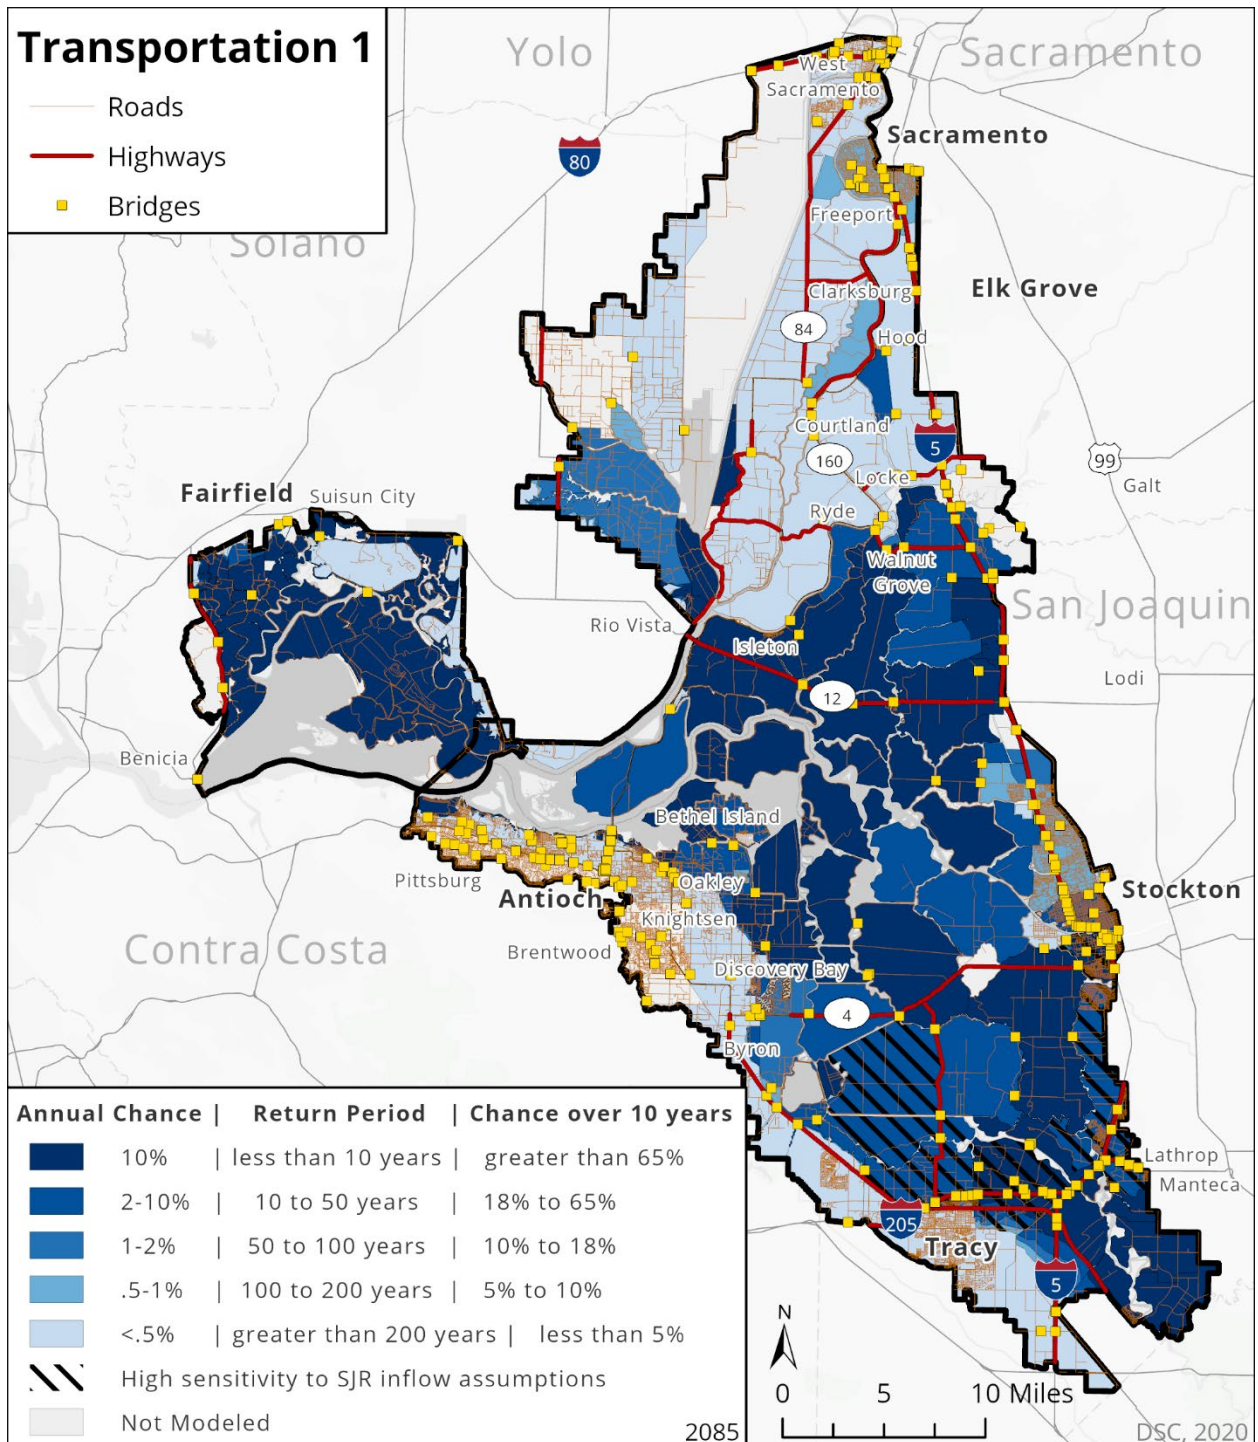 Transportation 1
Roads
Highways
Bridges
Yolo
Sacramento
West
Sacramento
Sacramento
80
Freeport
Solano
Elk Grove
Clarksburg
84
Hood
Courtland
5
160
99
Locke
Galt
Fairfield
Suisun City
Ryde
Walnut
Grove
San Joaquin
Rio Vista
Isleton
Lodi
12
Benicia
Bethel Island
Pittsburg
Oakley
Antioch
Stockton
Knightsen
Contra Costa
Brentwood
Discovery Bay
4
Byron
Annual Chance | Return Period | Chance over 10 years
10% | less than 10 years | greater than 65%
2-10% | 10 to 50 years | 18% to 65%
1-2% | 50 to 100 years | 10% to 18%
.5-1% | 100 to 200 years | 5% to 10%
<.5% | greater than 200 years | less than 5%
High sensitivity to SJR inflow assumptions
Not Modeled
Lathrop
Manteca
205
Tracy
5
N
0 5 10 Miles
2085
DSC, 2020